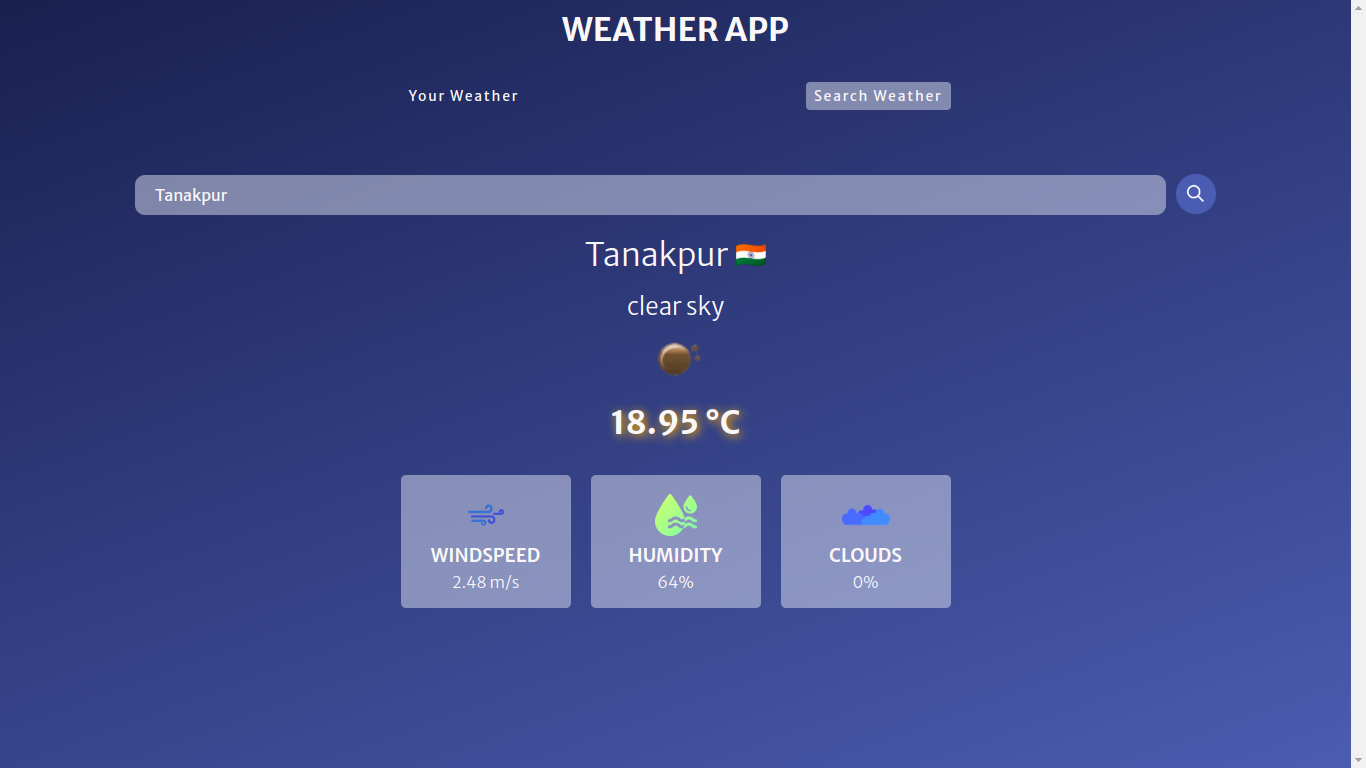 WEATHER APP
Your Weather
Search Weather
Tanakpur
Tanakpur
clear sky
18.95 °C
WINDSPEED
2.48 m/s
HUMIDITY
64%
CLOUDS
0%